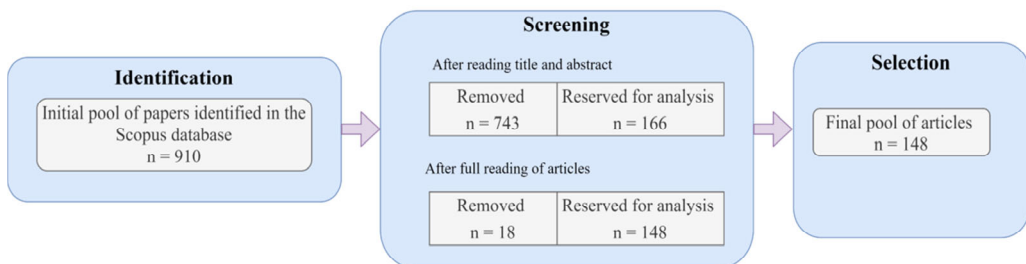 Identification
Initial pool of papers identified in the
Scopus database
n = 910
Screening
After reading title and abstract
Removed
n = 743
Reserved for analysis
n = 166
After full reading of articles
Removed
n = 18
Reserved for analysis
n = 148
Selection
Final pool of articles
n = 148